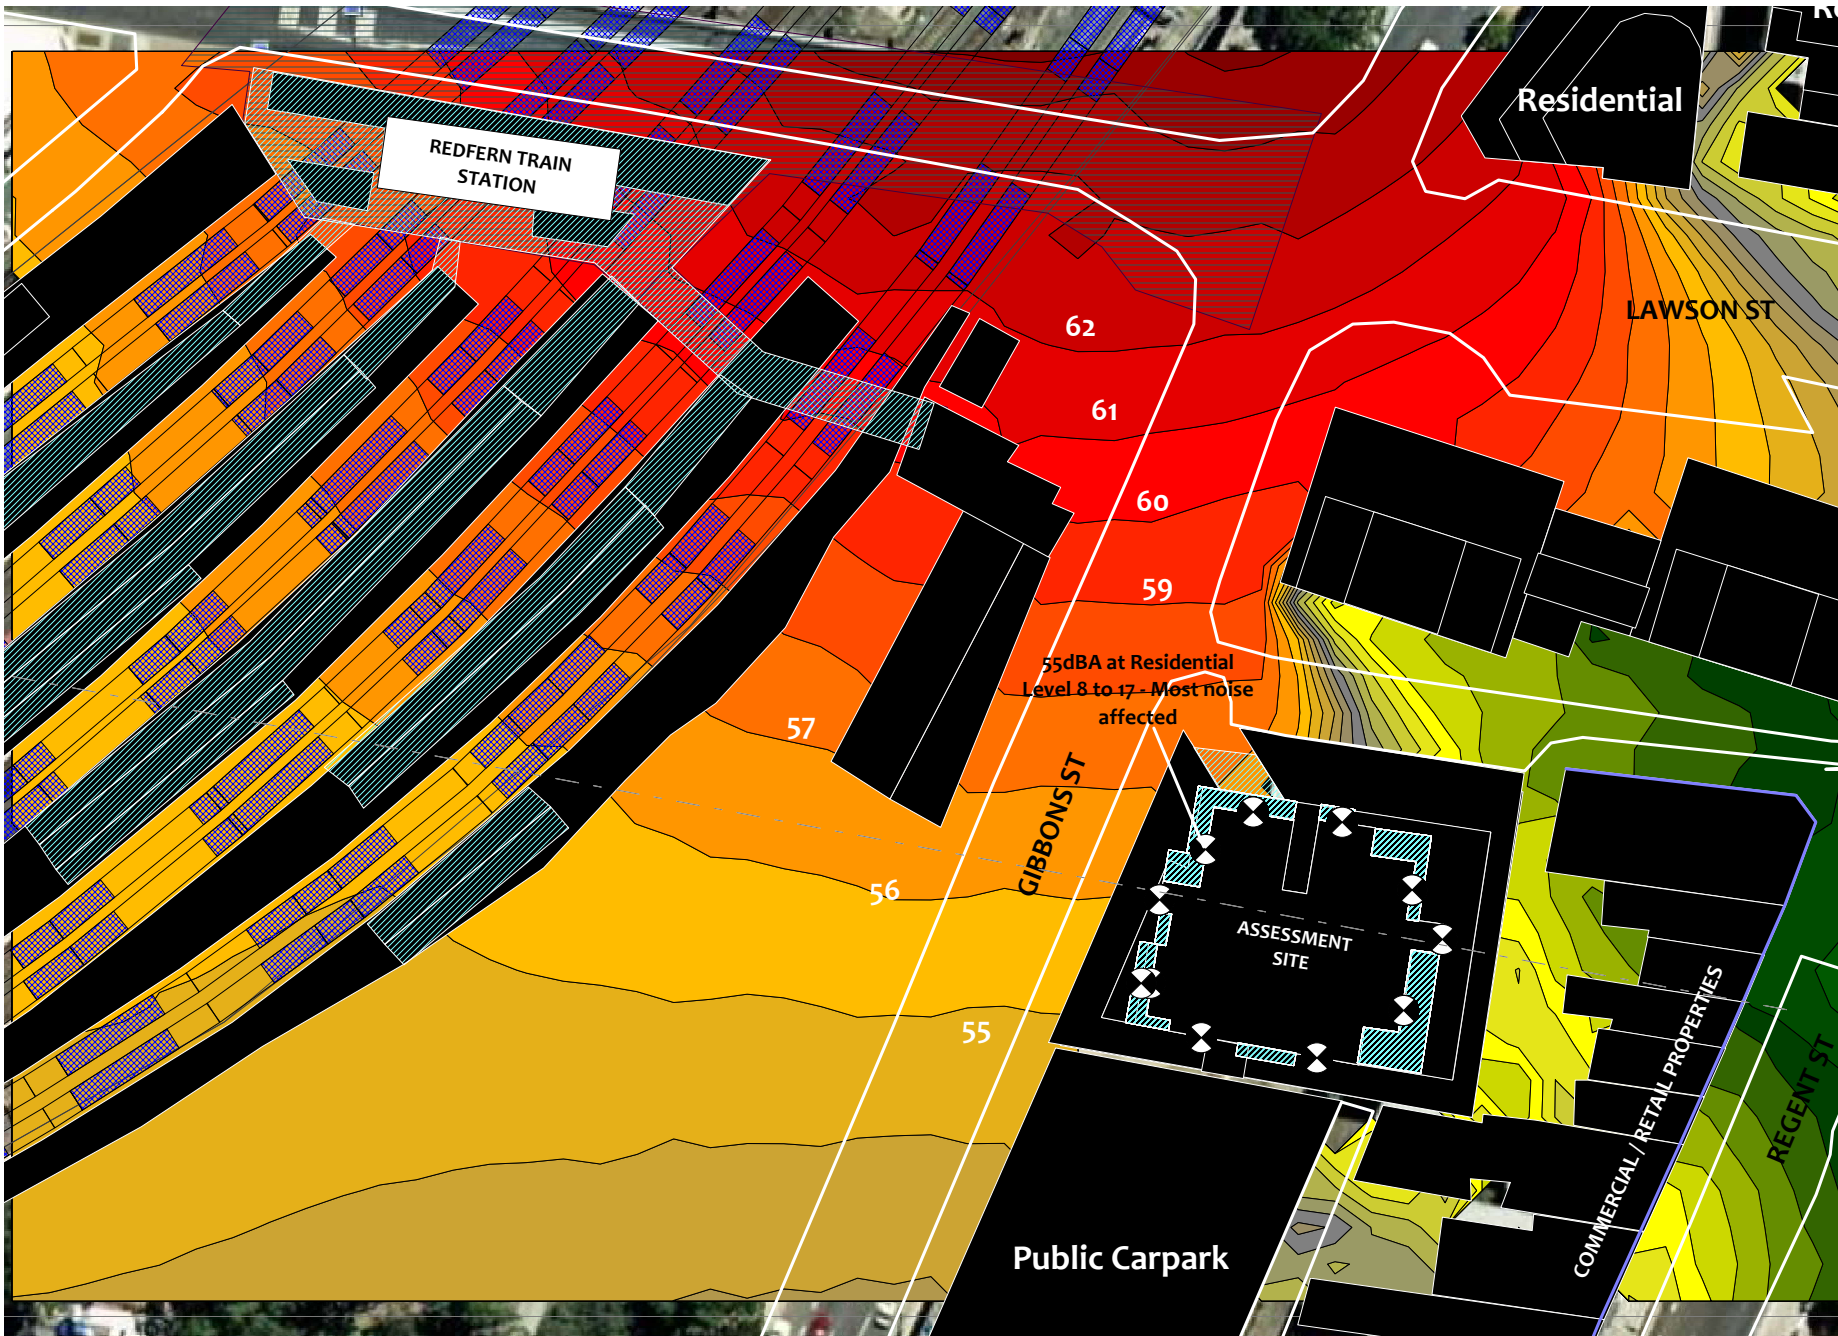 Residential
REDFERN TRAIN
STATION
LAWSON ST
62
61
60
59
55dBA at Residential
Level 8 to 17 - Most noise
affected
57
GIBBONS ST
56
ASSESSMENT
SITE
55
COMMERCIAL / RETAIL PROPERTIES
REGENT ST
Public Carpark